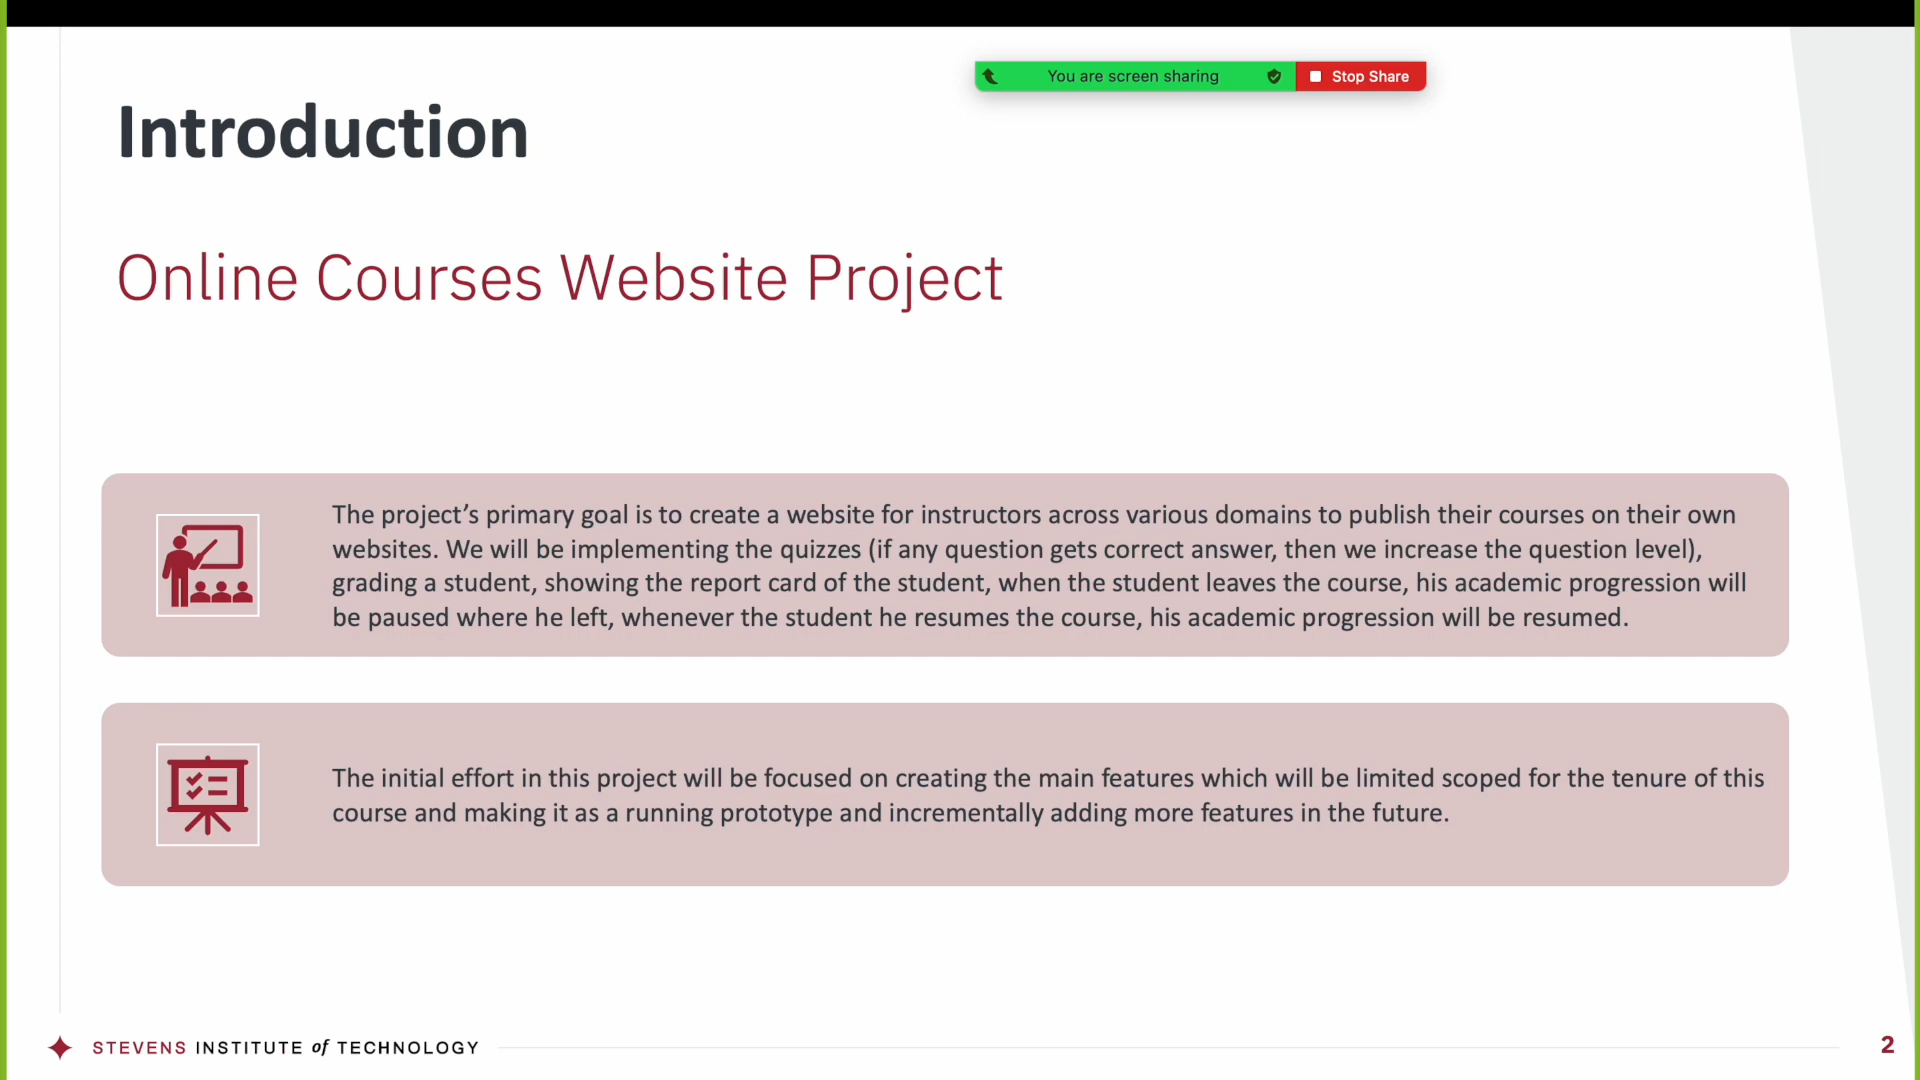 You are screen sharing
Stop Share
Introduction
Online Courses Website Project
The project’s primary goal is to create a website for instructors across various domains to publish their courses on their own
websites. We will be implementing the quizzes (if any question gets correct answer, then we increase the question level),
grading a student, showing the report card of the student, when the student leaves the course, his academic progression will
be paused where he left, whenever the student he resumes the course, his academic progression will be resumed.
The initial effort in this project will be focused on creating the main features which will be limited scoped for the tenure of this
course and making it as a running prototype and incrementally adding more features in the future.
STEVENS INSTITUTE of TECHNOLOGY
2